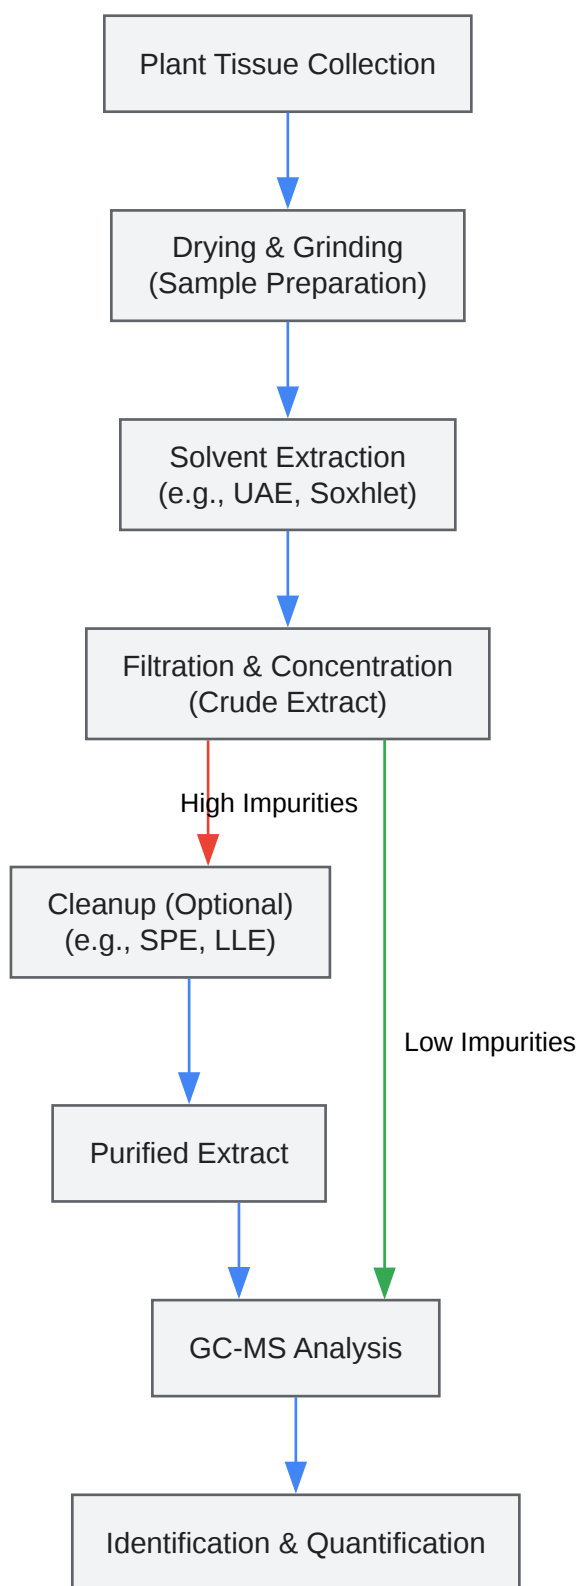 Plant Tissue Collection
Drying & Grinding
(Sample Preparation)
Solvent Extraction
(e.g., UAE, Soxhlet)
Filtration & Concentration
(Crude Extract)
High Impurities
Cleanup (Optional)
(e.g., SPE, LLE)
Low Impurities
Purified Extract
GC-MS Analysis
Identification & Quantification